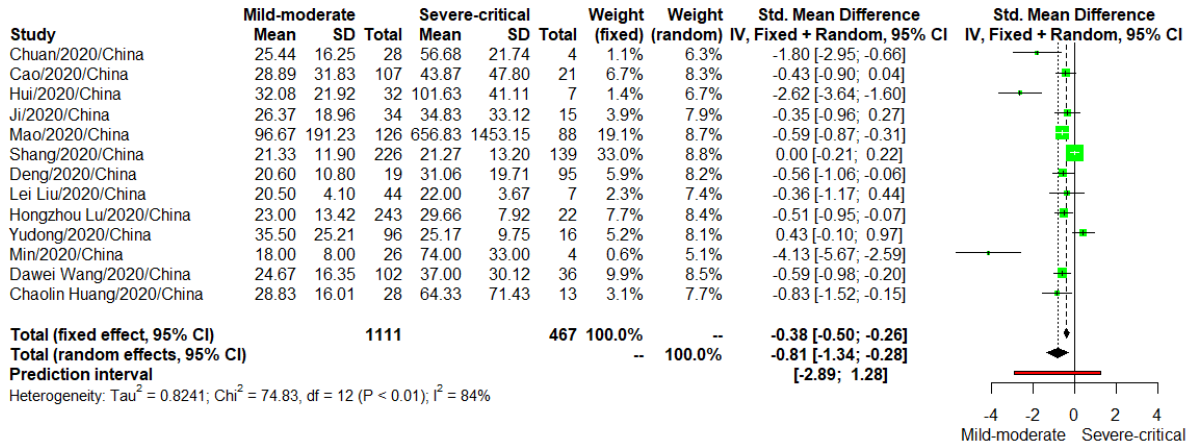 Mild-moderate Severe-critical Weight Weight Std. Mean Difference Std. Mean Difference
Study Mean SD Total Mean SD Total (fixed) (random) IV, Fixed + Random, 95% CI IV, Fixed + Random, 95% CI
Chuan/2020/China 25.44 16.25 28 56.68 21.74 4 1.1% 6.3% -1.80 [-2.95; -0.66]
Cao/2020/China 28.89 31.83 107 43.87 47.80 21 6.7% 8.3% -0.43 [-0.90; 0.04]
Hui/2020/China 32.08 21.92 32 101.63 41.11 7 1.4% 6.7% -2.62 [-3.64; -1.60]
Ji/2020/China 26.37 18.96 34 34.83 33.12 15 3.9% 7.9% -0.35 [-0.96; 0.27]
Mao/2020/China 96.67 191.23 126 656.83 1453.15 88 19.1% 8.7% -0.59 [-0.87; -0.31]
Shang/2020/China 21.33 11.90 226 21.27 13.20 139 33.0% 8.8% 0.00 [-0.21; 0.22]
Deng/2020/China 20.60 10.80 19 31.06 19.71 95 5.9% 8.2% -0.56 [-1.06; -0.06]
Lei Liu/2020/China 20.50 4.10 44 22.00 3.67 7 2.3% 7.4% -0.36 [-1.17; 0.44]
Hongzhou Lu/2020/China 23.00 13.42 243 29.66 7.92 22 7.7% 8.4% -0.51 [-0.95; -0.07]
Yudong/2020/China 35.50 25.21 96 25.17 9.75 16 5.2% 8.1% 0.43 [-0.10; 0.97]
Min/2020/China 18.00 8.00 26 74.00 33.00 4 0.6% 5.1% -4.13 [-5.67; -2.59]
Dawei Wang/2020/China 24.67 16.35 102 37.00 30.12 36 9.9% 8.5% -0.59 [-0.98; -0.20]
Chaolin Huang/2020/China 28.83 16.01 28 64.33 71.43 13 3.1% 7.7% -0.83 [-1.52; -0.15]
Total (fixed effect, 95% CI) 1111 467 100.0% -- -0.38 [-0.50; -0.26]
Total (random effects, 95% CI) -- 100.0% -0.81 [-1.34; -0.28]
Prediction interval [-2.89; 1.28]
Heterogeneity: Tau² = 0.8241; Chi² = 74.83, df = 12 (P < 0.01); I² = 84%
-4 -2 0 2 4
Mild-moderate Severe-critical